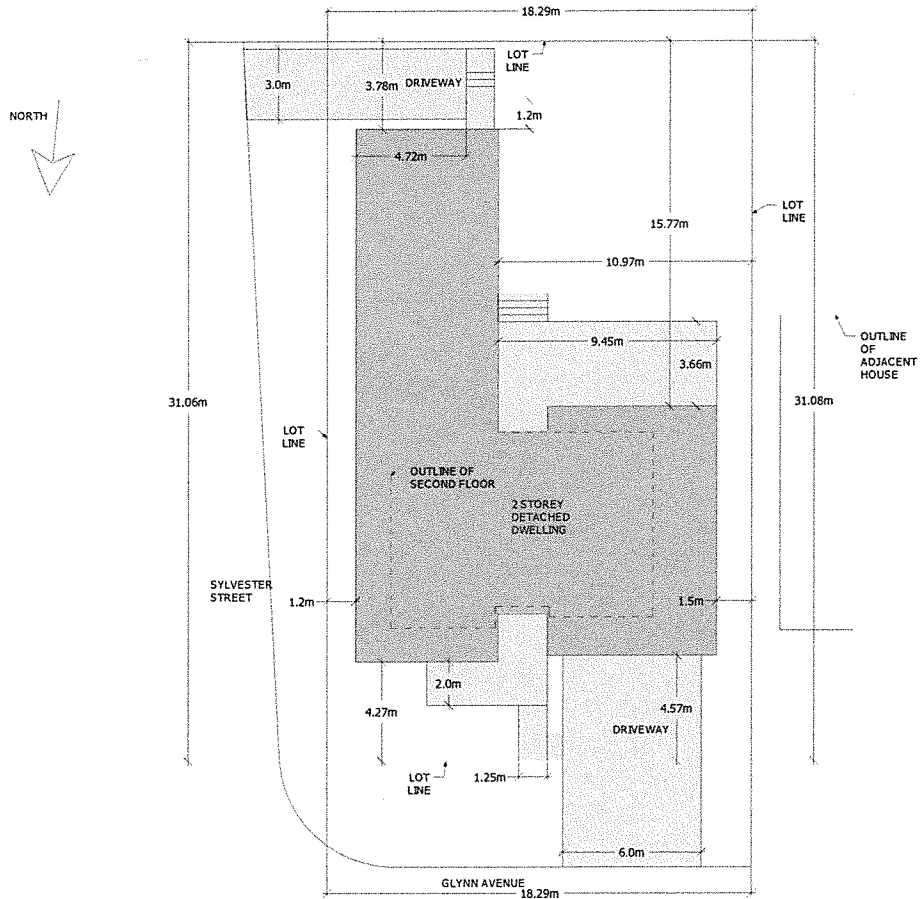 18.29m
LOT
LINE
3.0m
3.78m
DRIVEWAY
1.2m
NORTH
4.72m
LOT
LINE
15.77m
10.97m
9.45m
3.66m
OUTLINE
OF
ADJACENT
HOUSE
31.06m
31.08m
LOT
LINE
OUTLINE OF
SECOND FLOOR
2 STOREY
DETACHED
DWELLING
SYLVESTER
STREET
1.2m
1.5m
2.0m
4.27m
4.57m
DRIVEWAY
LOT
LINE
1.25m
6.0m
GLYNN AVENUE
18.29m